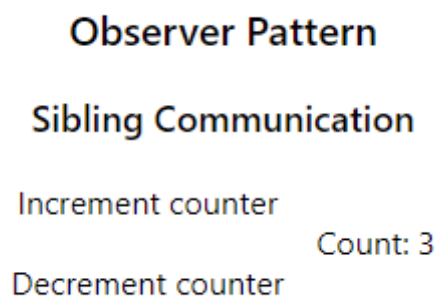 Observer Pattern
Sibling Communication
Increment counter
Count: 3
Decrement counter